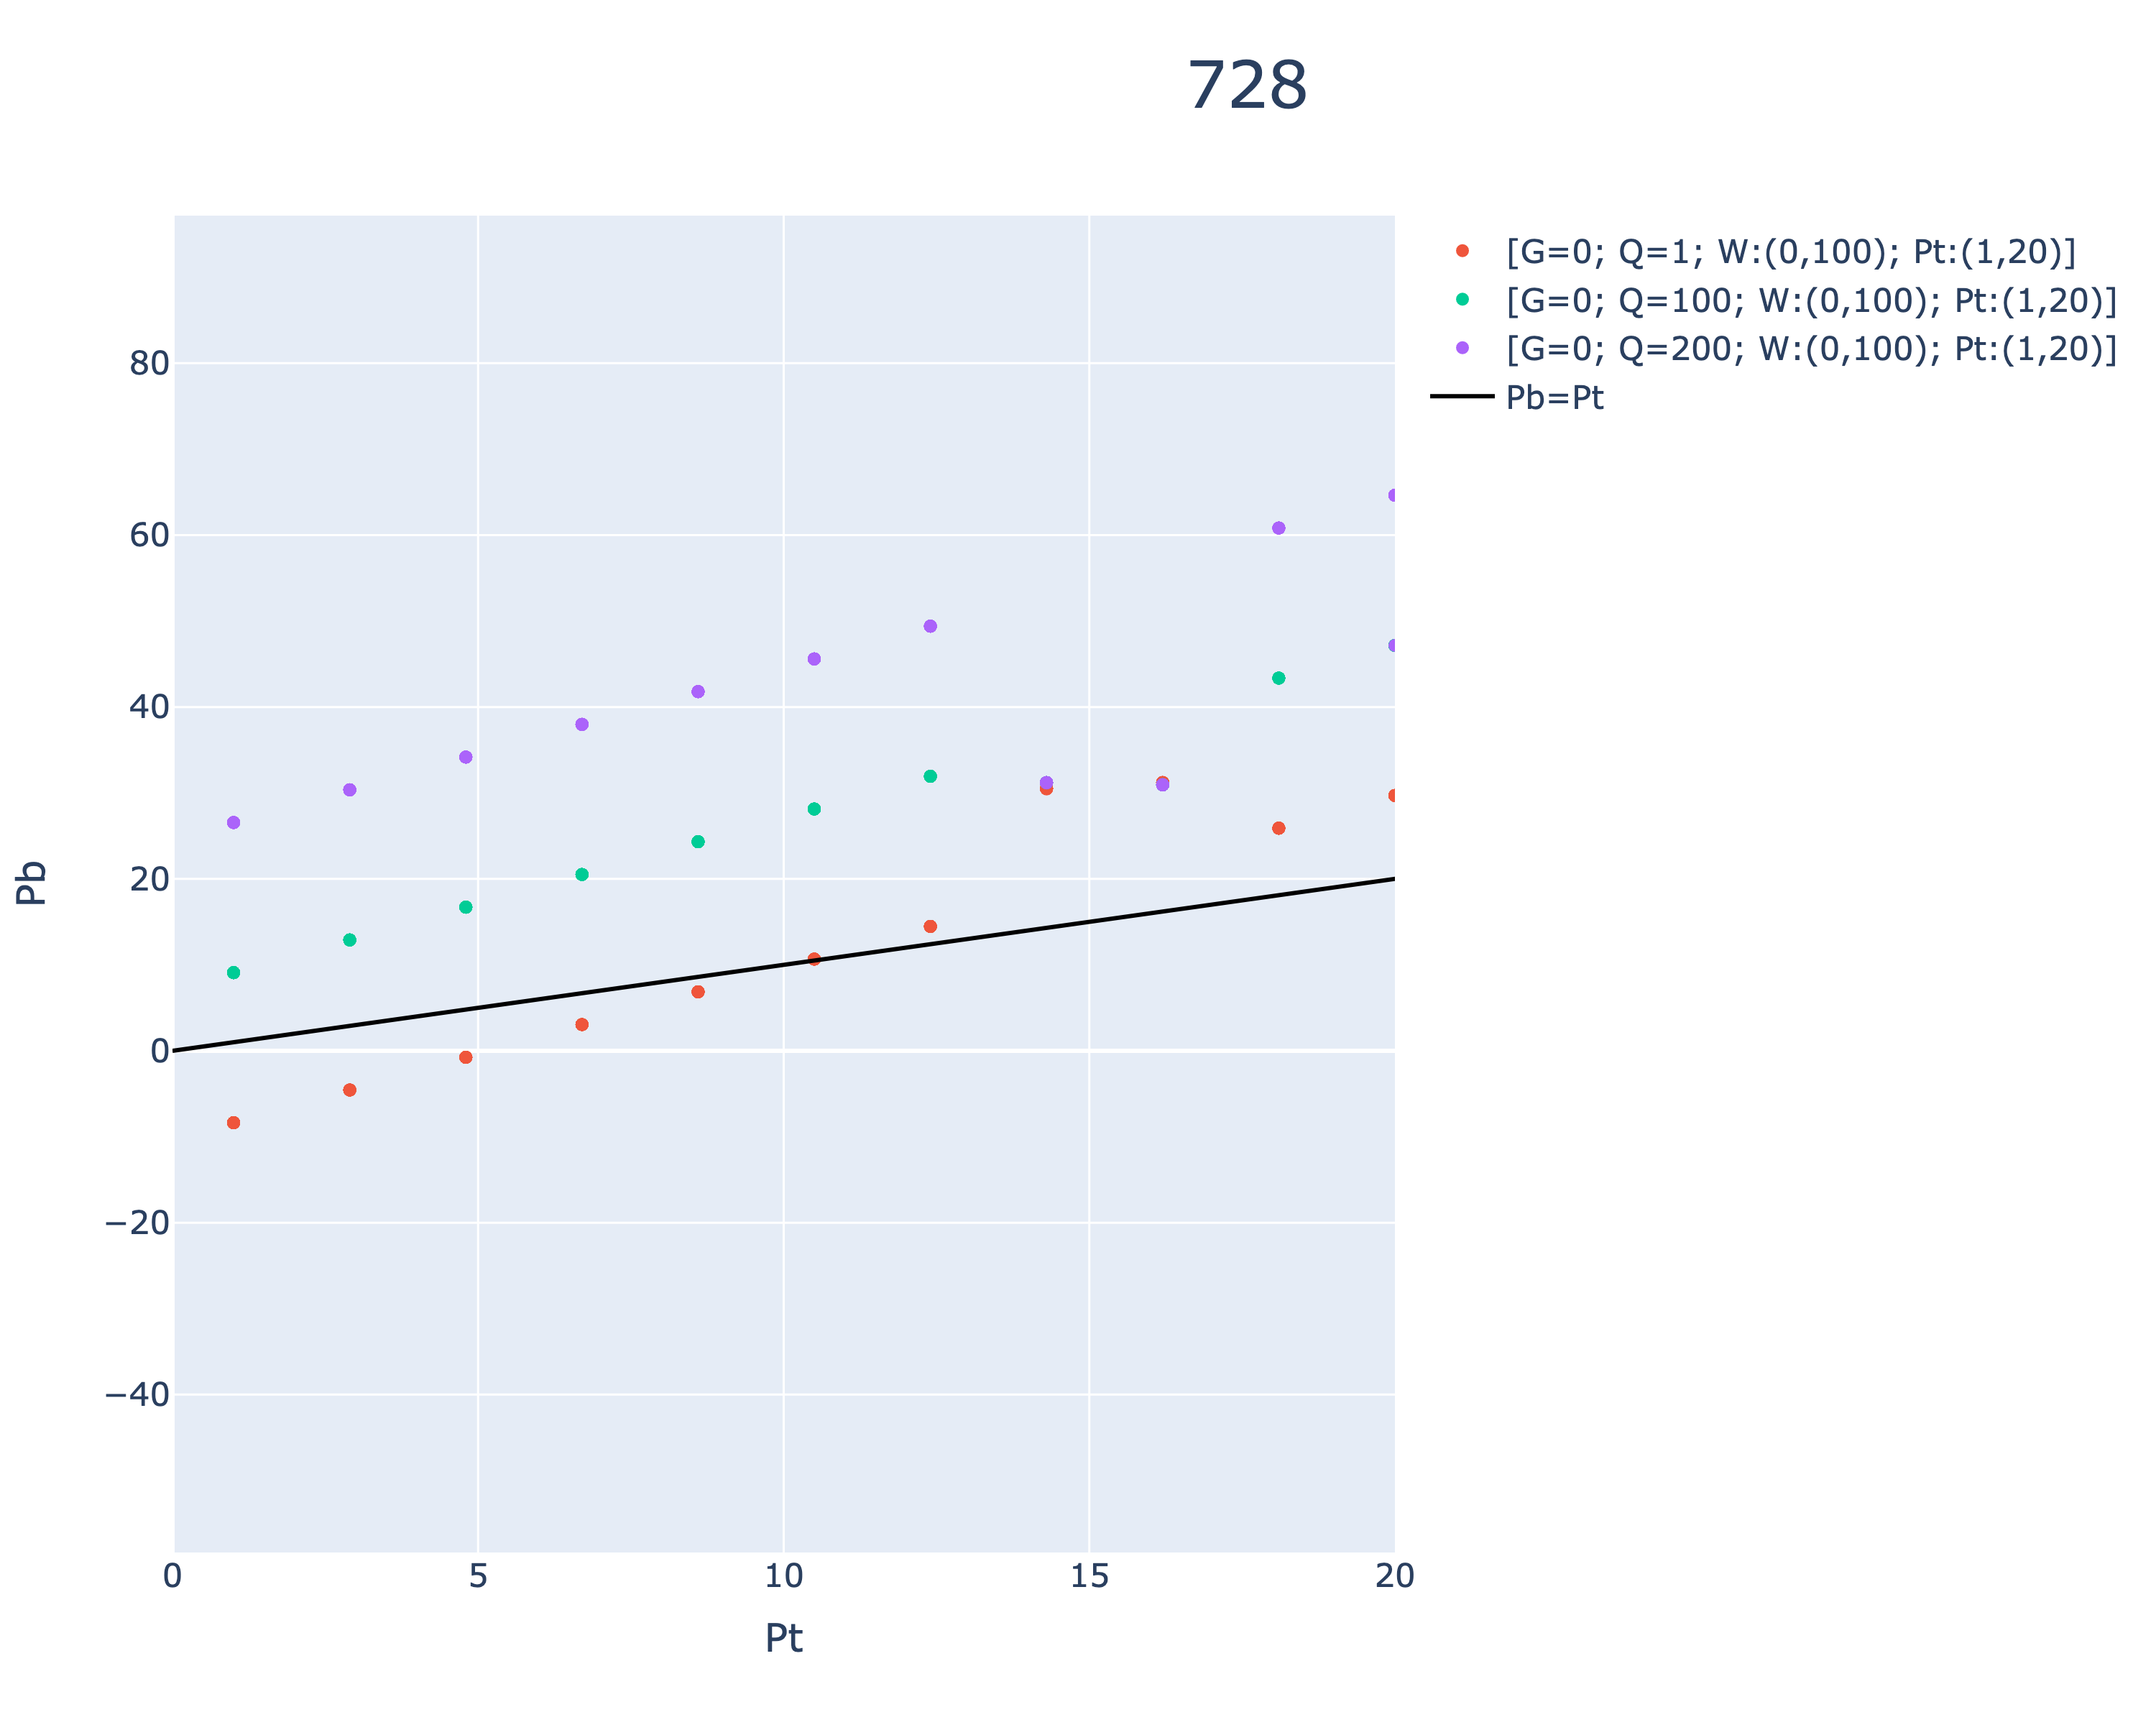 728
[G=0; Q=1; W:(0,100); Pt:(1,20)]
[G=0; Q=100; W:(0,100); Pt:(1,20)]
[G=0; Q=200; W:(0,100); Pt:(1,20)]
Pb=Pt
80
60
40
20
0
−20
−40
Pb
0 5 10 15 20
Pt